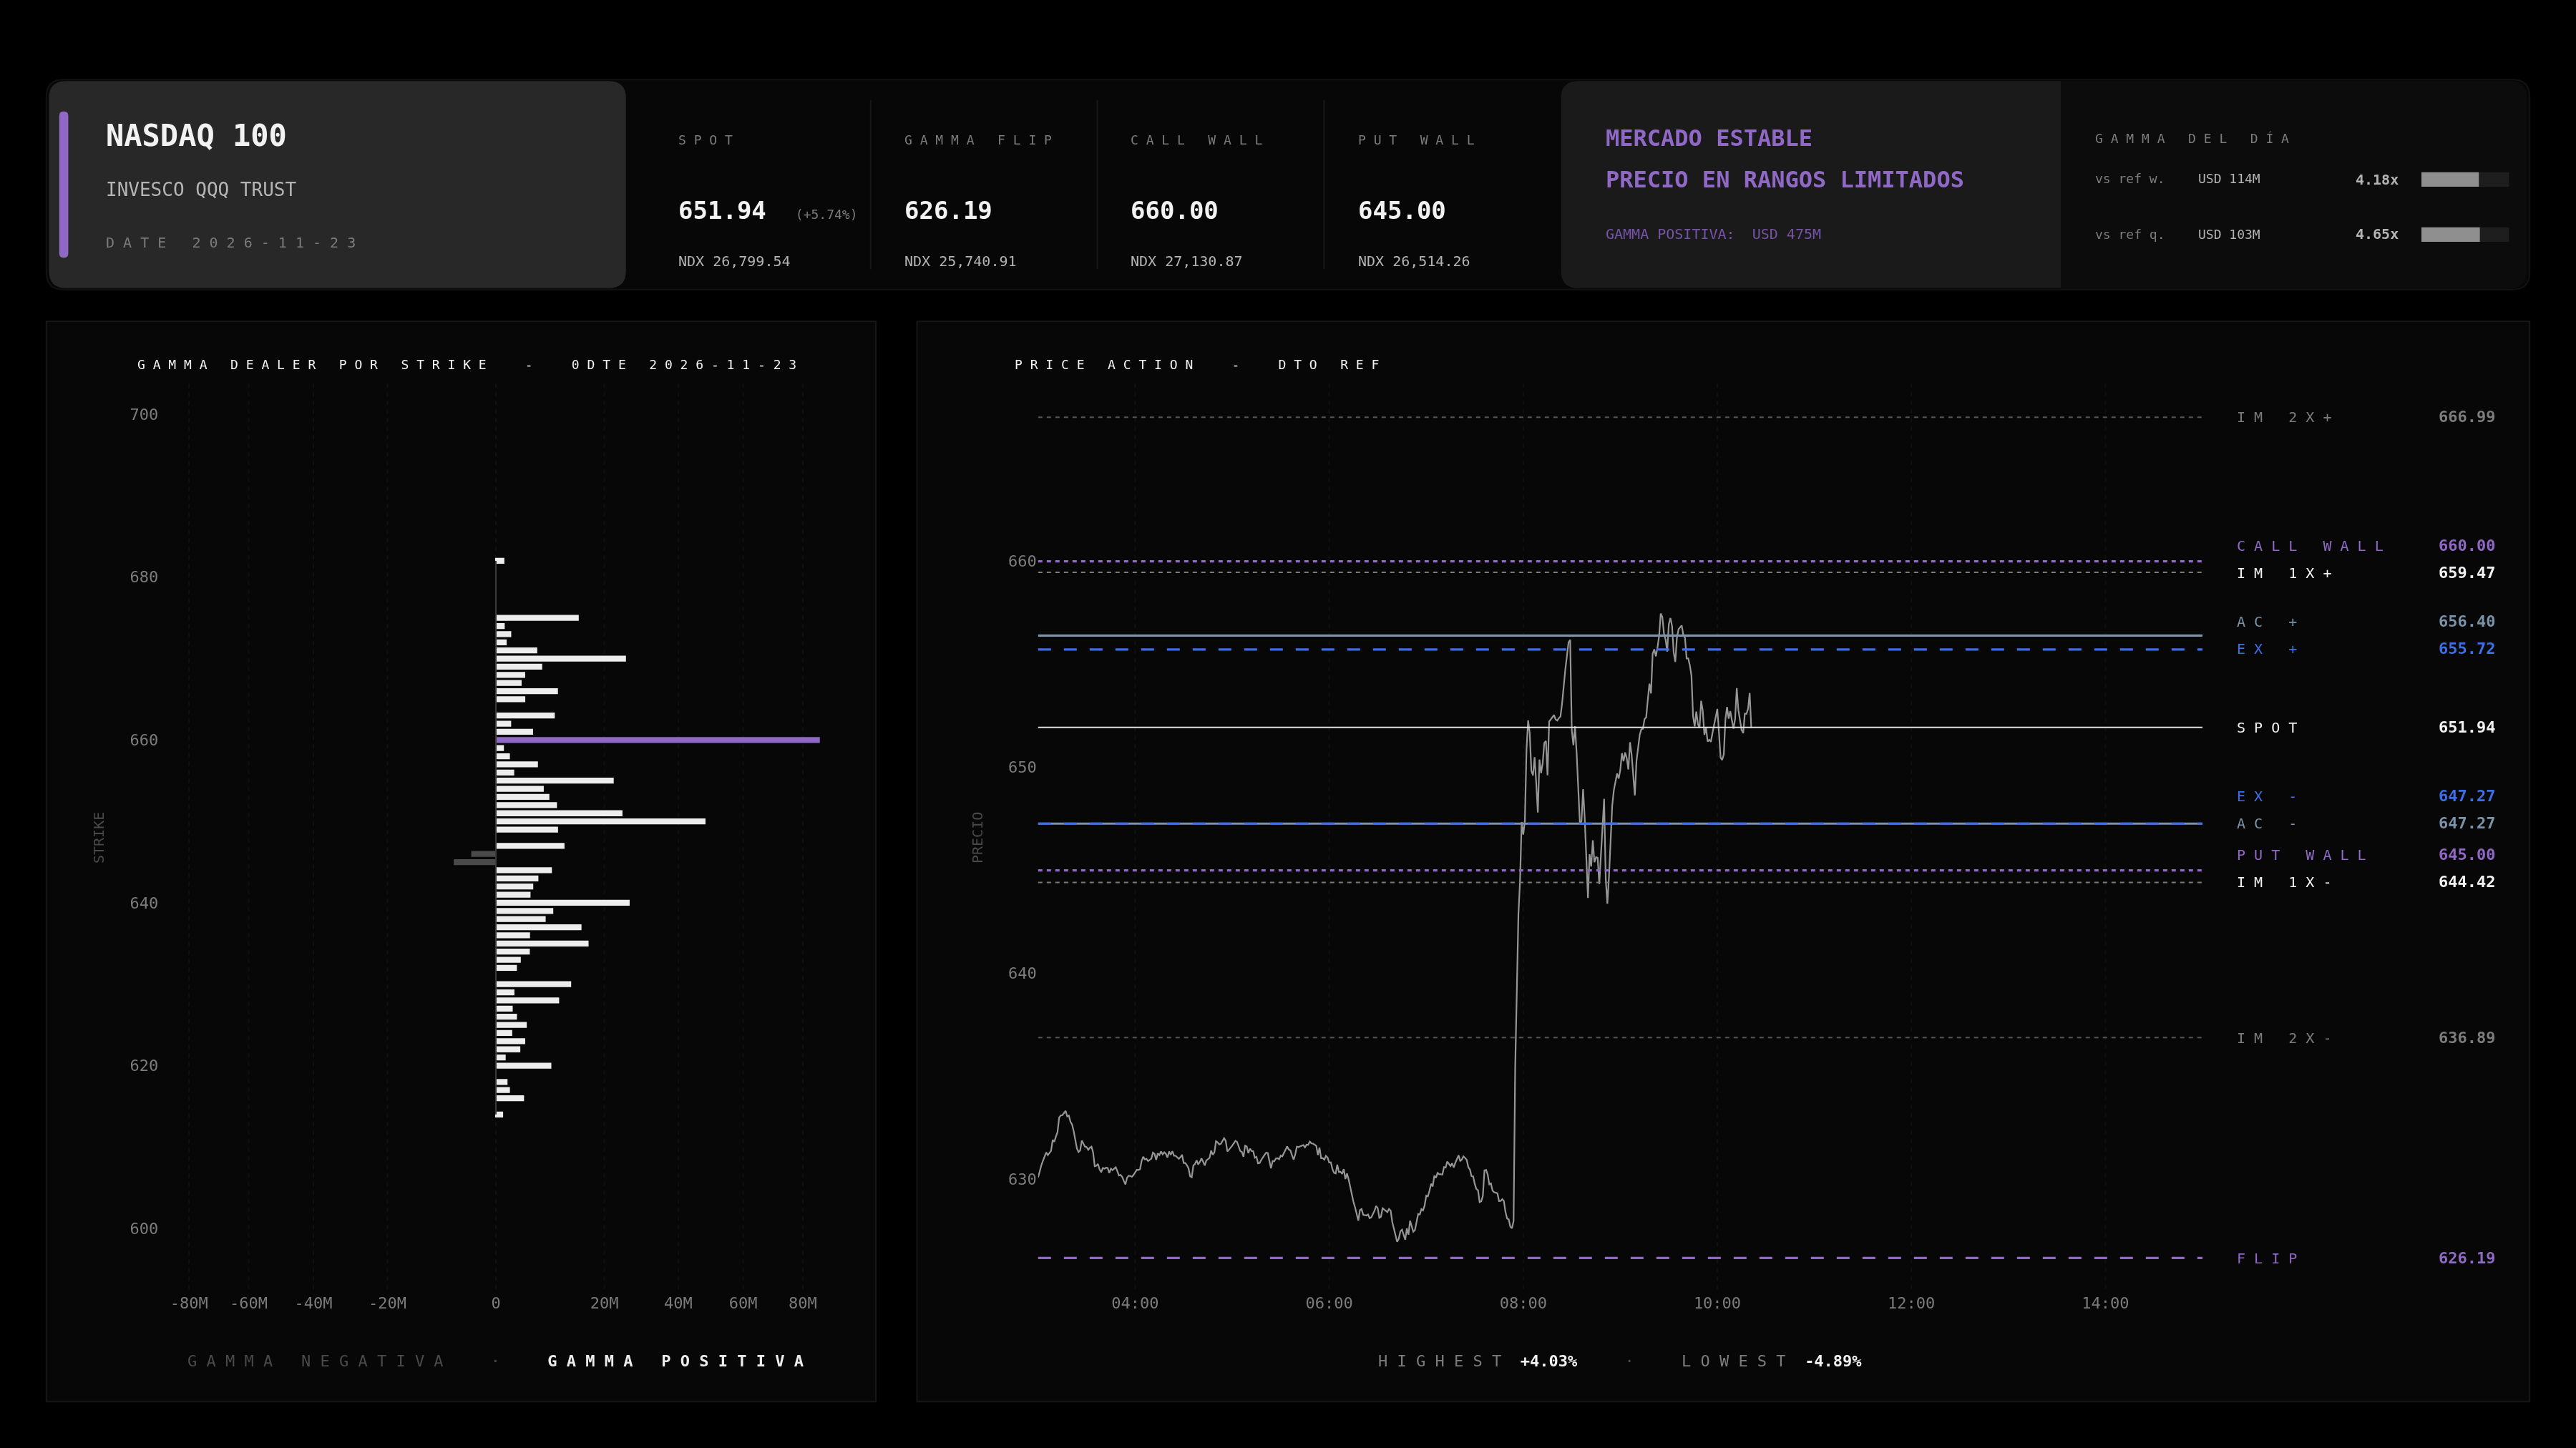 NASDAQ 100
INVESCO QQQ TRUST
DATE 2026-11-23
SPOT
651.94 (+5.74%)
NDX 26,799.54
GAMMA FLIP
626.19
NDX 25,740.91
CALL WALL
660.00
NDX 27,130.87
PUT WALL
645.00
NDX 26,514.26
MERCADO ESTABLE
PRECIO EN RANGOS LIMITADOS
GAMMA POSITIVA: USD 475M
GAMMA DEL DÍA
vs ref w. USD 114M 4.18x
vs ref q. USD 103M 4.65x
GAMMA DEALER POR STRIKE - 0DTE 2026-11-23
700
680
660
640
620
600
STRIKE
-80M -60M -40M -20M 0 20M 40M 60M 80M
GAMMA NEGATIVA · GAMMA POSITIVA
PRICE ACTION - DTO REF
660
650
640
630
PRECIO
04:00 06:00 08:00 10:00 12:00 14:00
IM 2X+ 666.99
CALL WALL 660.00
IM 1X+ 659.47
AC + 656.40
EX + 655.72
SPOT 651.94
EX - 647.27
AC - 647.27
PUT WALL 645.00
IM 1X- 644.42
IM 2X- 636.89
FLIP 626.19
HIGHEST +4.03% · LOWEST -4.89%